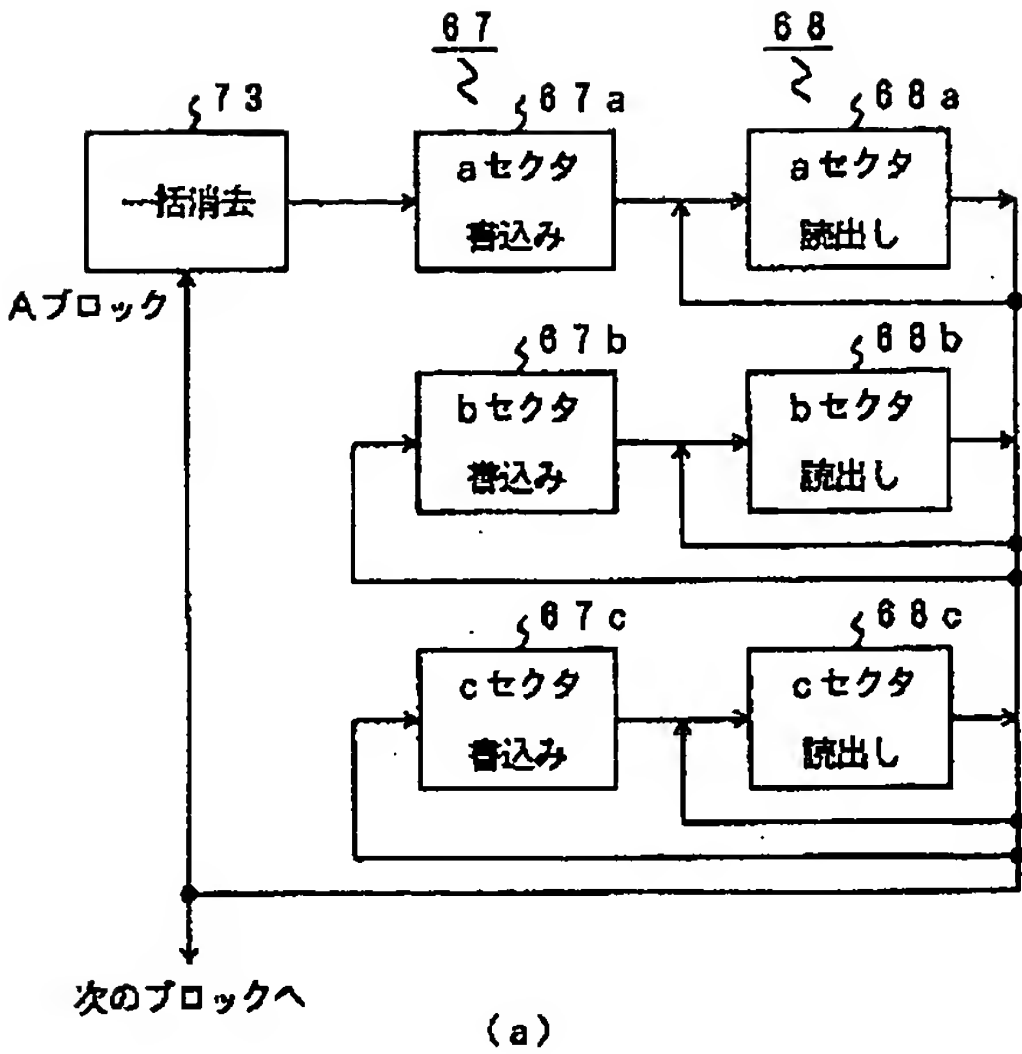 67
68
73
67a
68a
一括消去
aセクタ
書込み
aセクタ
読出し
Aブロック
67b
68b
bセクタ
書込み
bセクタ
読出し
67c
68c
cセクタ
書込み
cセクタ
読出し
次のブロックへ
(a)